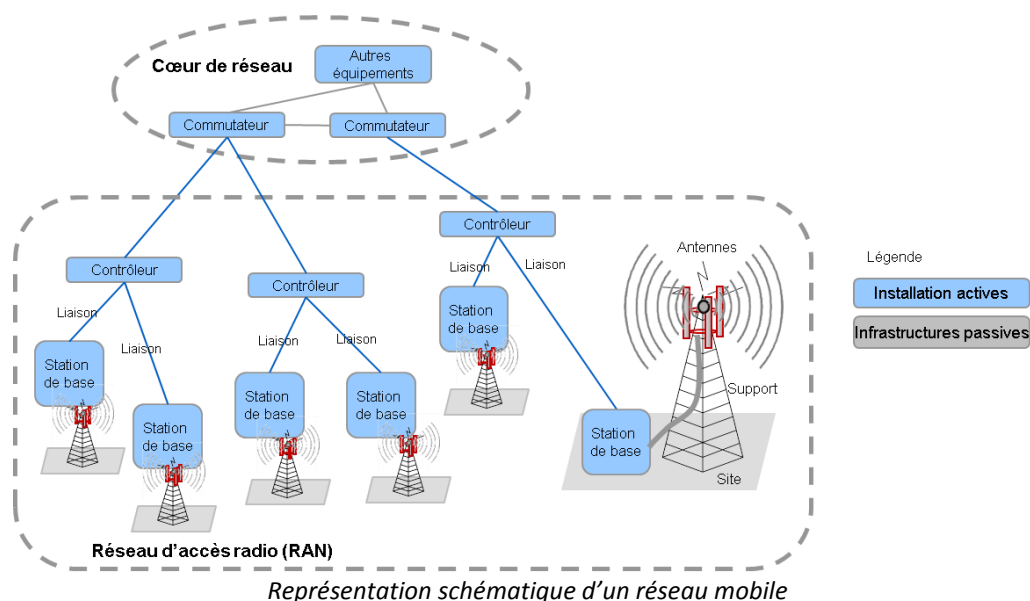 Cœur de réseau
Autres
équipements
Commutateur
Commutateur
Contrôleur
Contrôleur
Contrôleur
Liaison
Liaison
Antennes
Légende
Installation actives
Infrastructures passives
Station
de base
Liaison
Liaison
Liaison
Liaison
Station
de base
Station
de base
Station
de base
Station
de base
Support
Station
de base
Site
Réseau d'accès radio (RAN)
Représentation schématique d'un réseau mobile